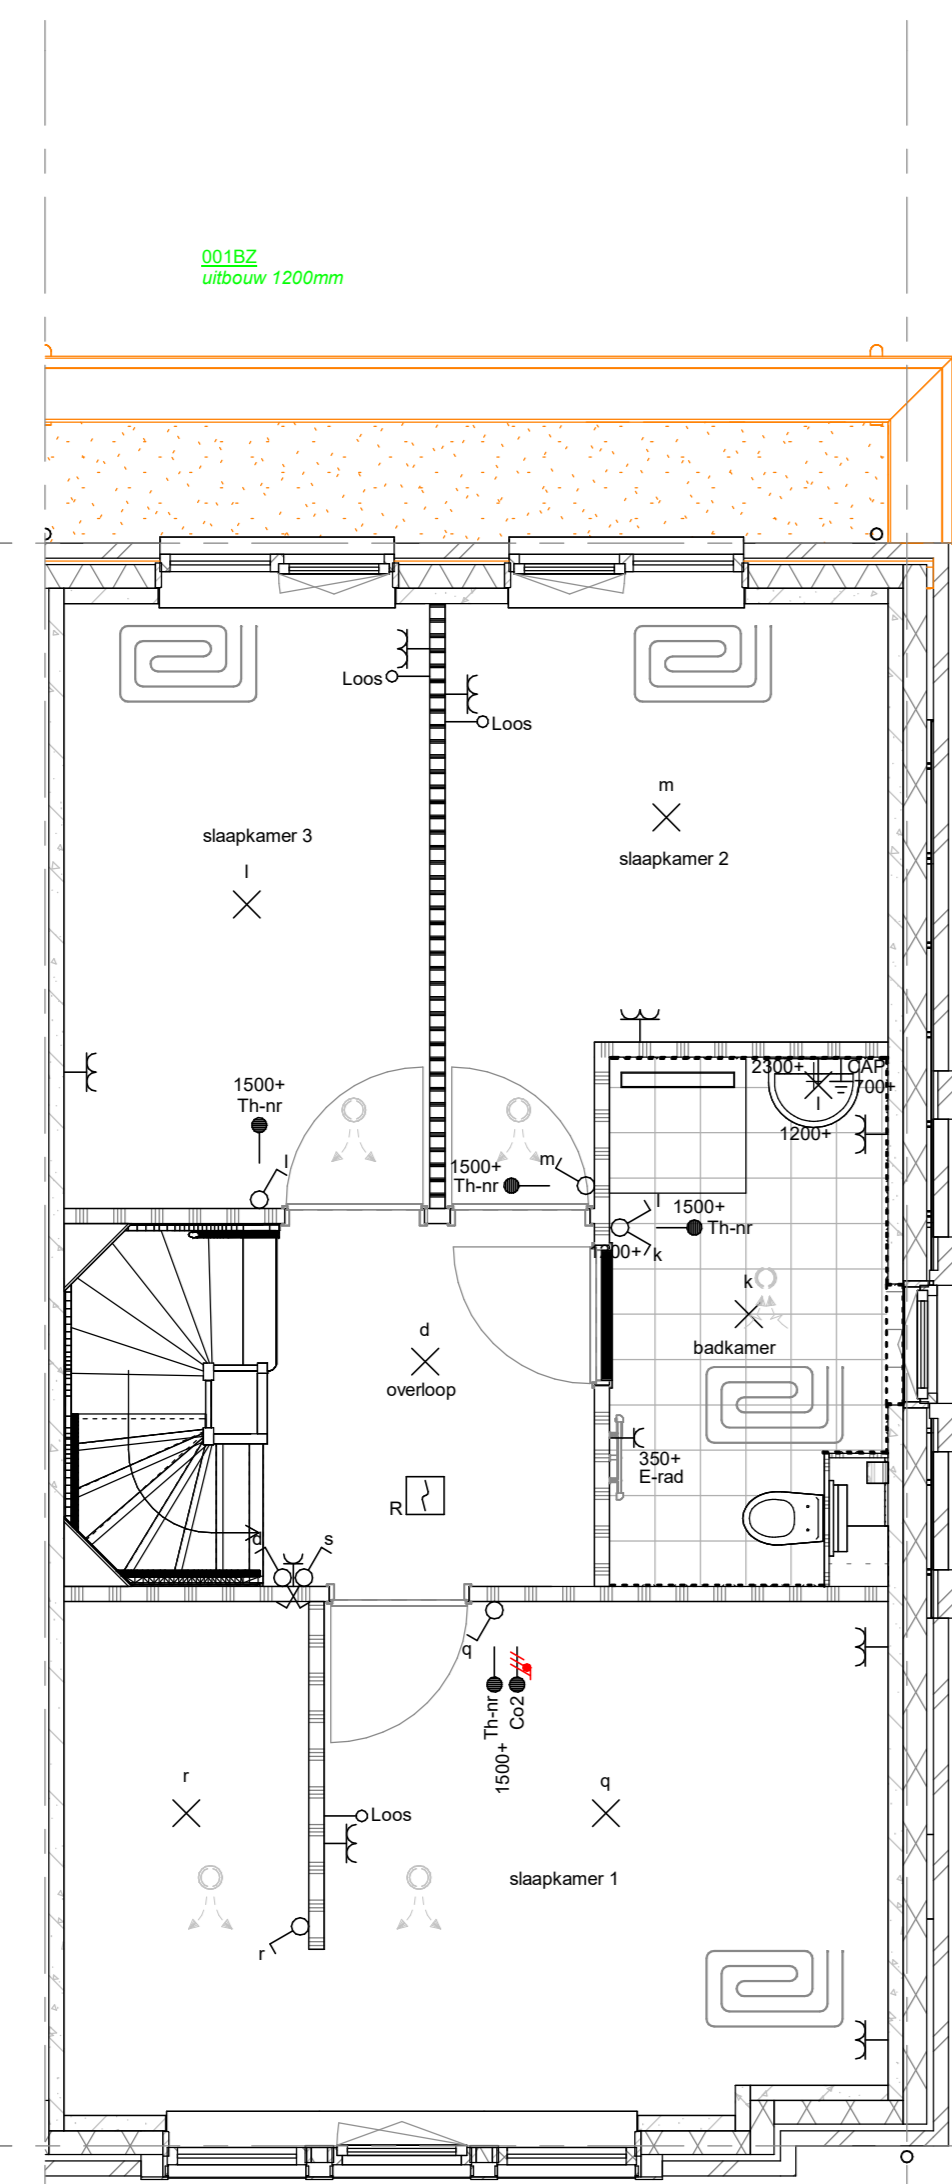 001BZ
uitbouw 1200mm
Loos
Loos
m
slaapkamer 3
slaapkamer 2
l
2300+
CAP
700+
l
1200+
1500+
Th-nr
l
1500+
Th-nr
m
l
1500+
Th-nr
k
k
badkamer
d
overloop
350+
E-rad
R
d
s
q
Th-nr
1500+
Co2
r
q
Loos
slaapkamer 1
r